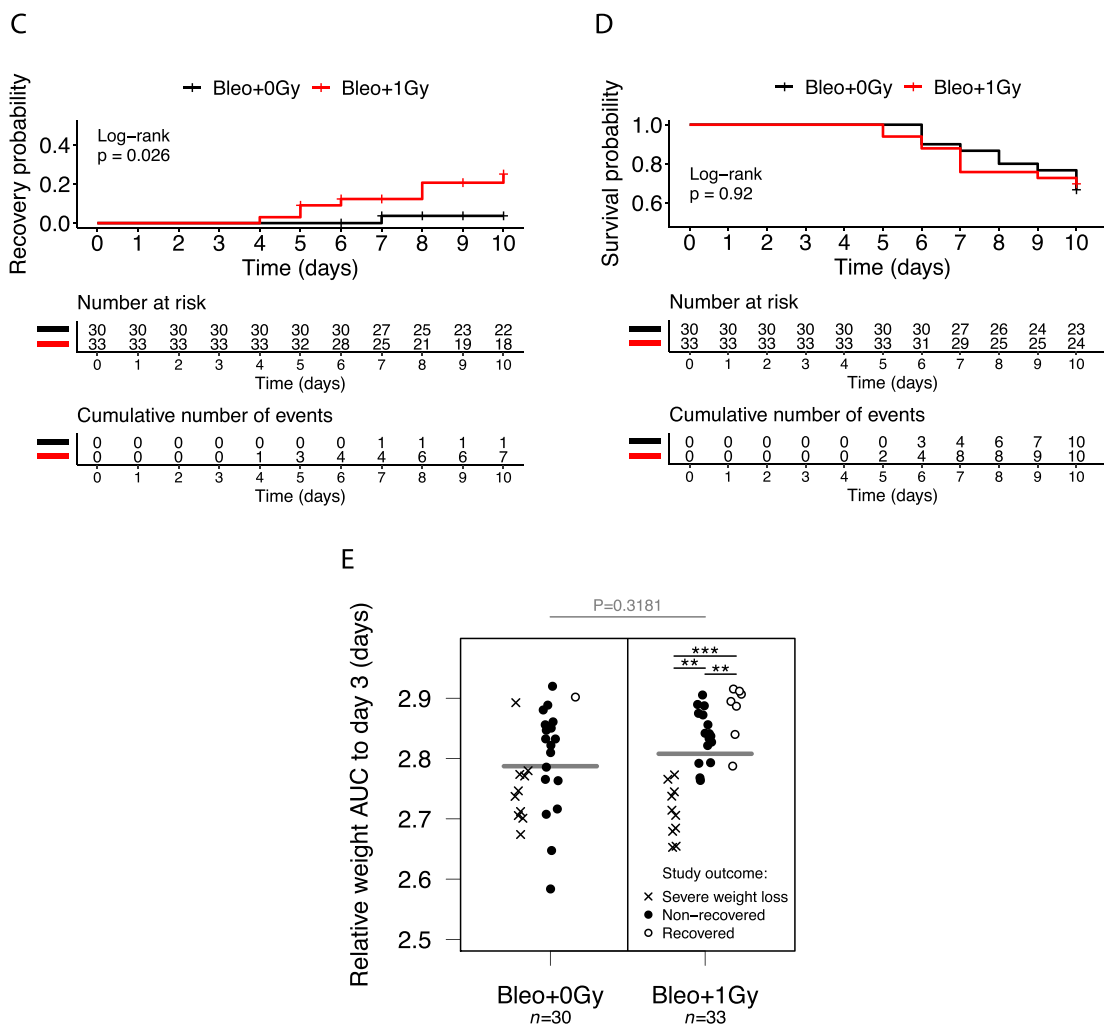 C
Bleo+0Gy Bleo+1Gy
Recovery probability
Log−rank
p = 0.026
0.4
0.2
0.0
0 1 2 3 4 5 6 7 8 9 10
Time (days)
Number at risk
30 30 30 30 30 30 30 27 25 23 22
33 33 33 33 33 32 28 25 21 19 18
0 1 2 3 4 5 6 7 8 9 10
Time (days)
Cumulative number of events
0 0 0 0 0 0 0 1 1 1 1
0 0 0 0 1 3 4 4 6 6 7
0 1 2 3 4 5 6 7 8 9 10
Time (days)
D
Bleo+0Gy Bleo+1Gy
Survival probability
Log−rank
p = 0.92
1.0
0.8
0.6
0 1 2 3 4 5 6 7 8 9 10
Time (days)
Number at risk
30 30 30 30 30 30 30 27 26 24 23
33 33 33 33 33 33 31 29 25 25 24
0 1 2 3 4 5 6 7 8 9 10
Time (days)
Cumulative number of events
0 0 0 0 0 0 3 4 6 7 10
0 0 0 0 0 2 4 8 8 9 10
0 1 2 3 4 5 6 7 8 9 10
Time (days)
E
P=0.3181
Relative weight AUC to day 3 (days)
***
** **
2.9
2.8
2.7
2.6
2.5
Study outcome:
Severe weight loss
Non−recovered
Recovered
Bleo+0Gy Bleo+1Gy
n=30 n=33